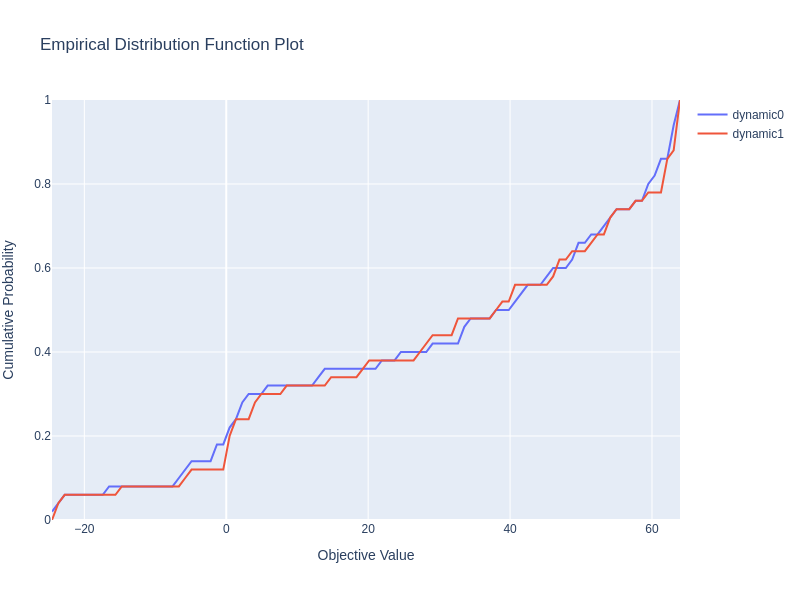 Empirical Distribution Function Plot
dynamic0
dynamic1
1
0.8
0.6
0.4
0.2
0
Cumulative Probability
−20
0
20
40
60
Objective Value